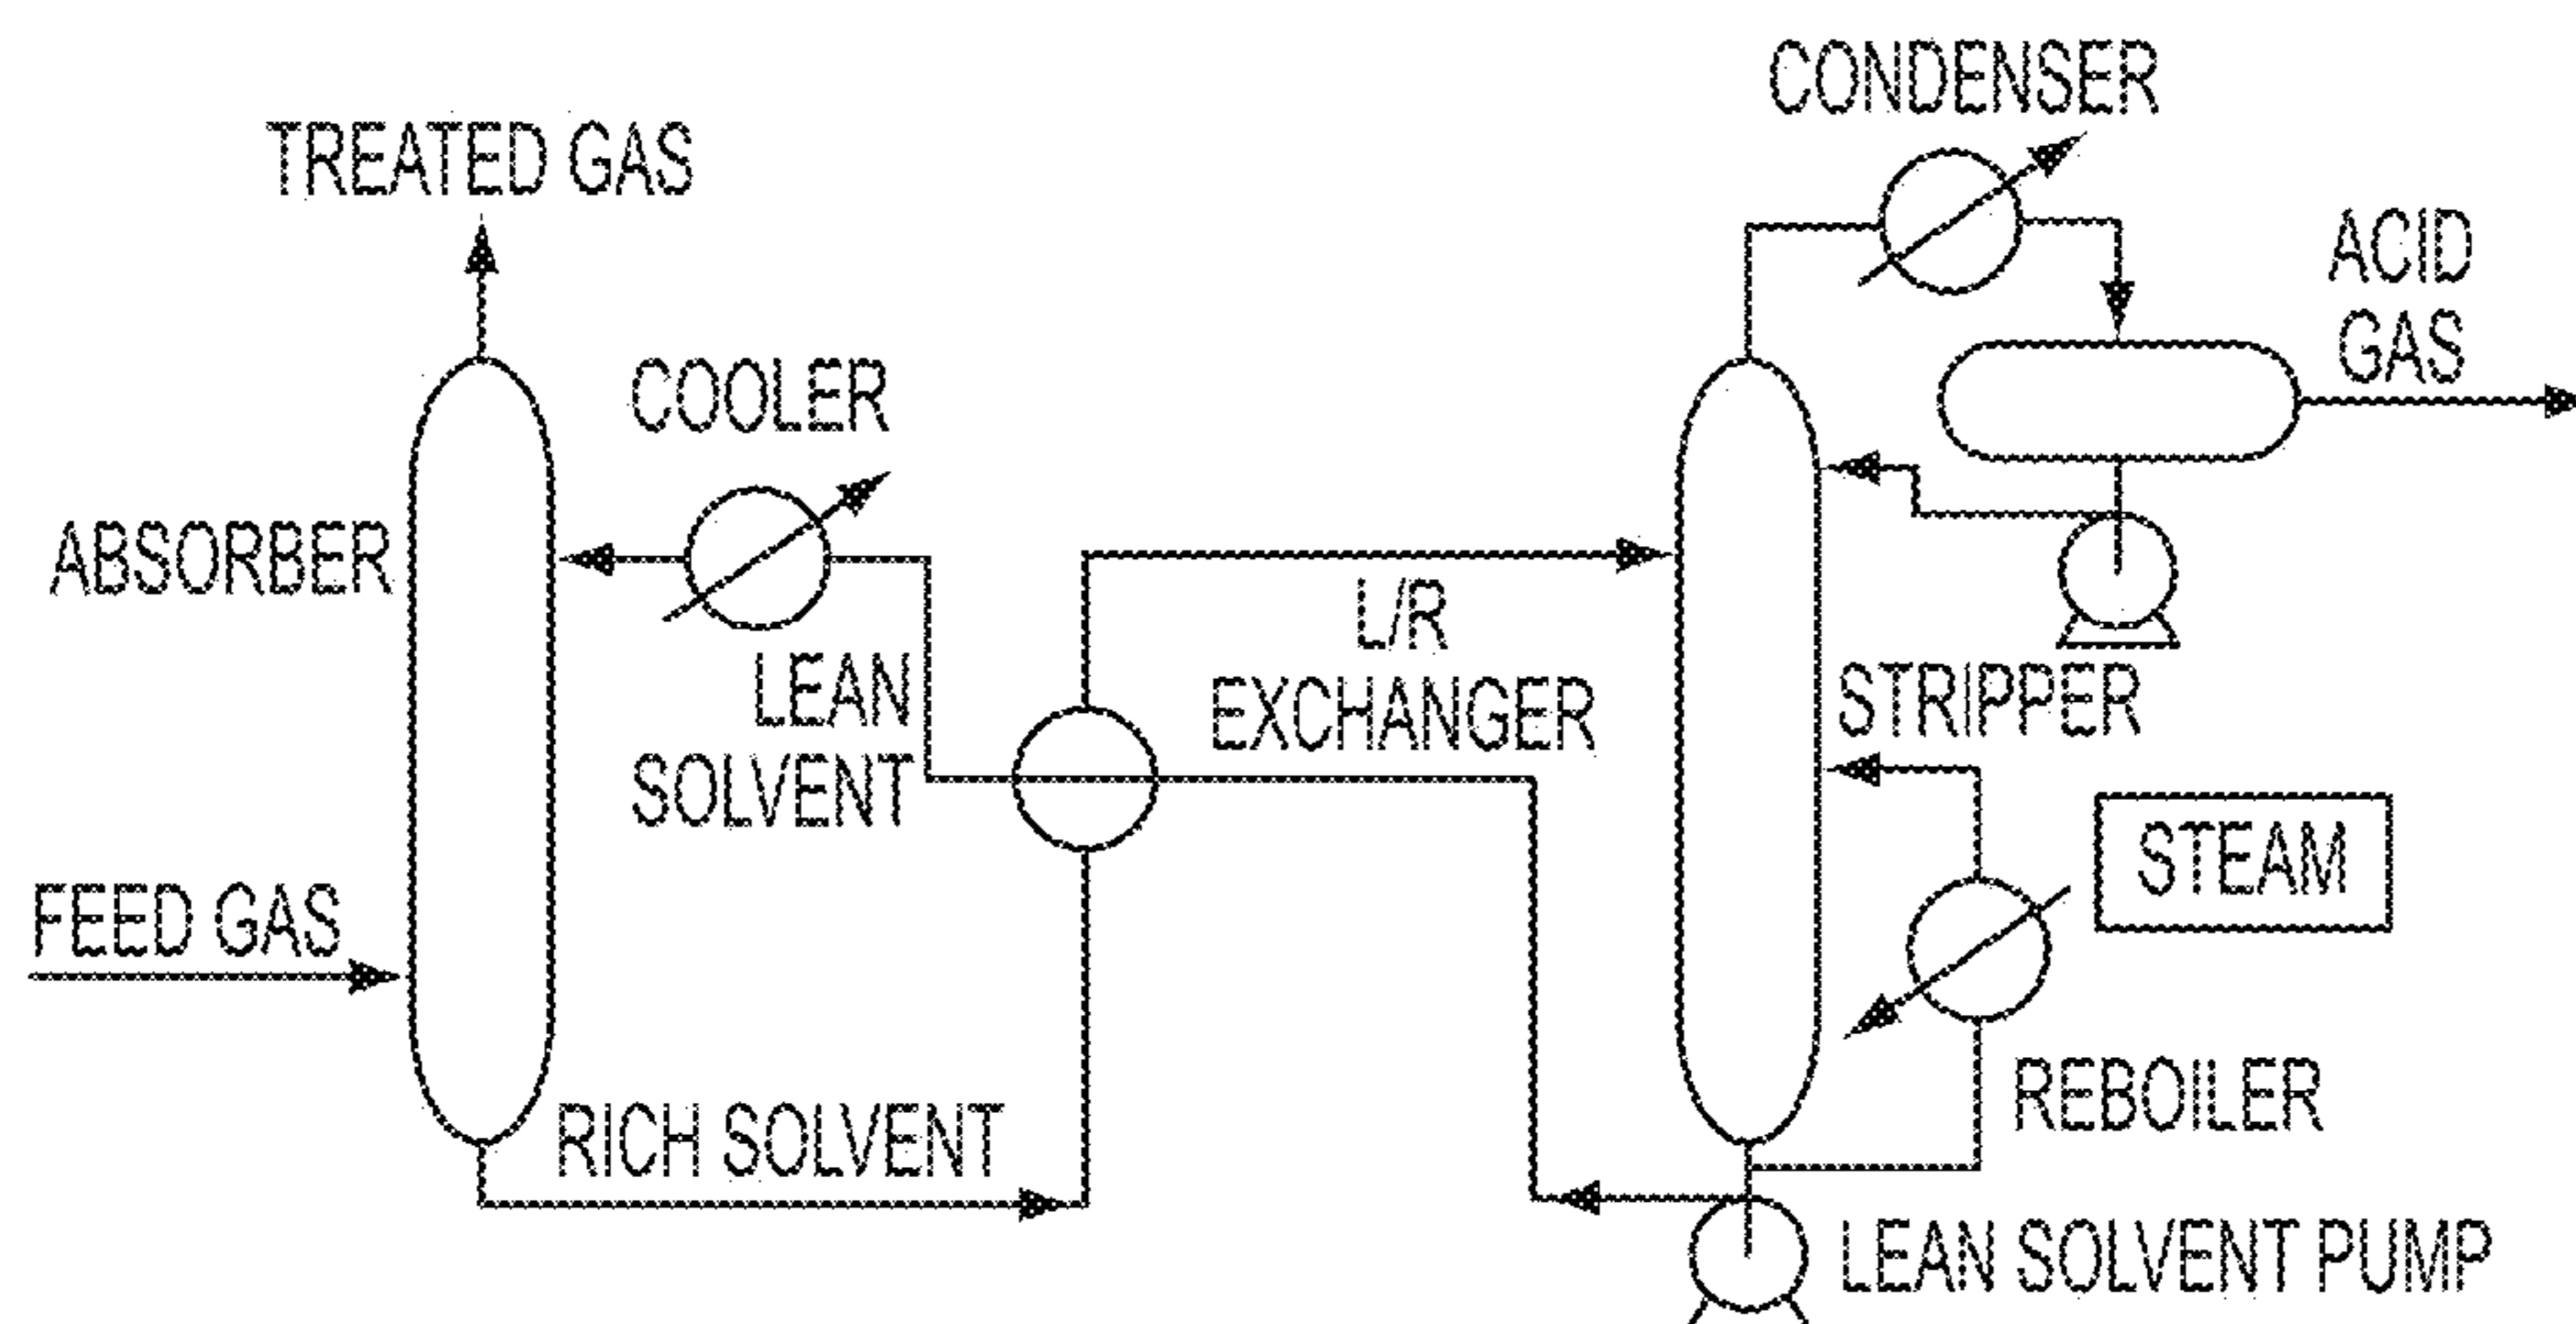 CONDENSER
TREATED GAS
ACID
GAS
COOLER
ABSORBER
L/R
EXCHANGER
LEAN
SOLVENT
STRIPPER
STEAM
FEED GAS
REBOILER
RICH SOLVENT
LEAN SOLVENT PUMP